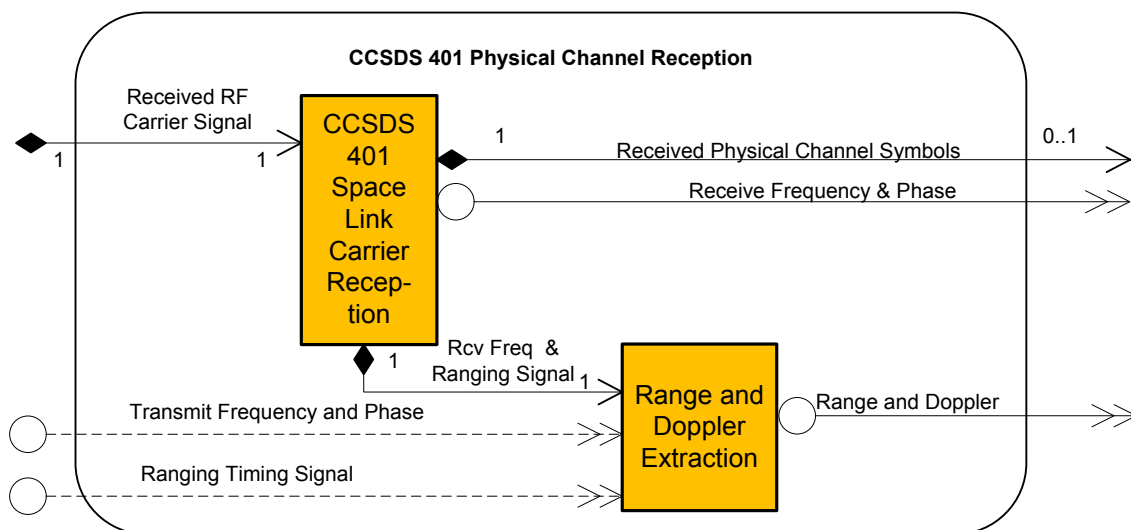 CCSDS 401 Physical Channel Reception
Received RF
Carrier Signal
1
1
CCSDS
401
Space
Link
Carrier
Recep-
tion
1
0..1
Received Physical Channel Symbols
Receive Frequency & Phase
1
Rcv Freq &
Ranging Signal
1
Transmit Frequency and Phase
Ranging Timing Signal
Range and
Doppler
Extraction
Range and Doppler